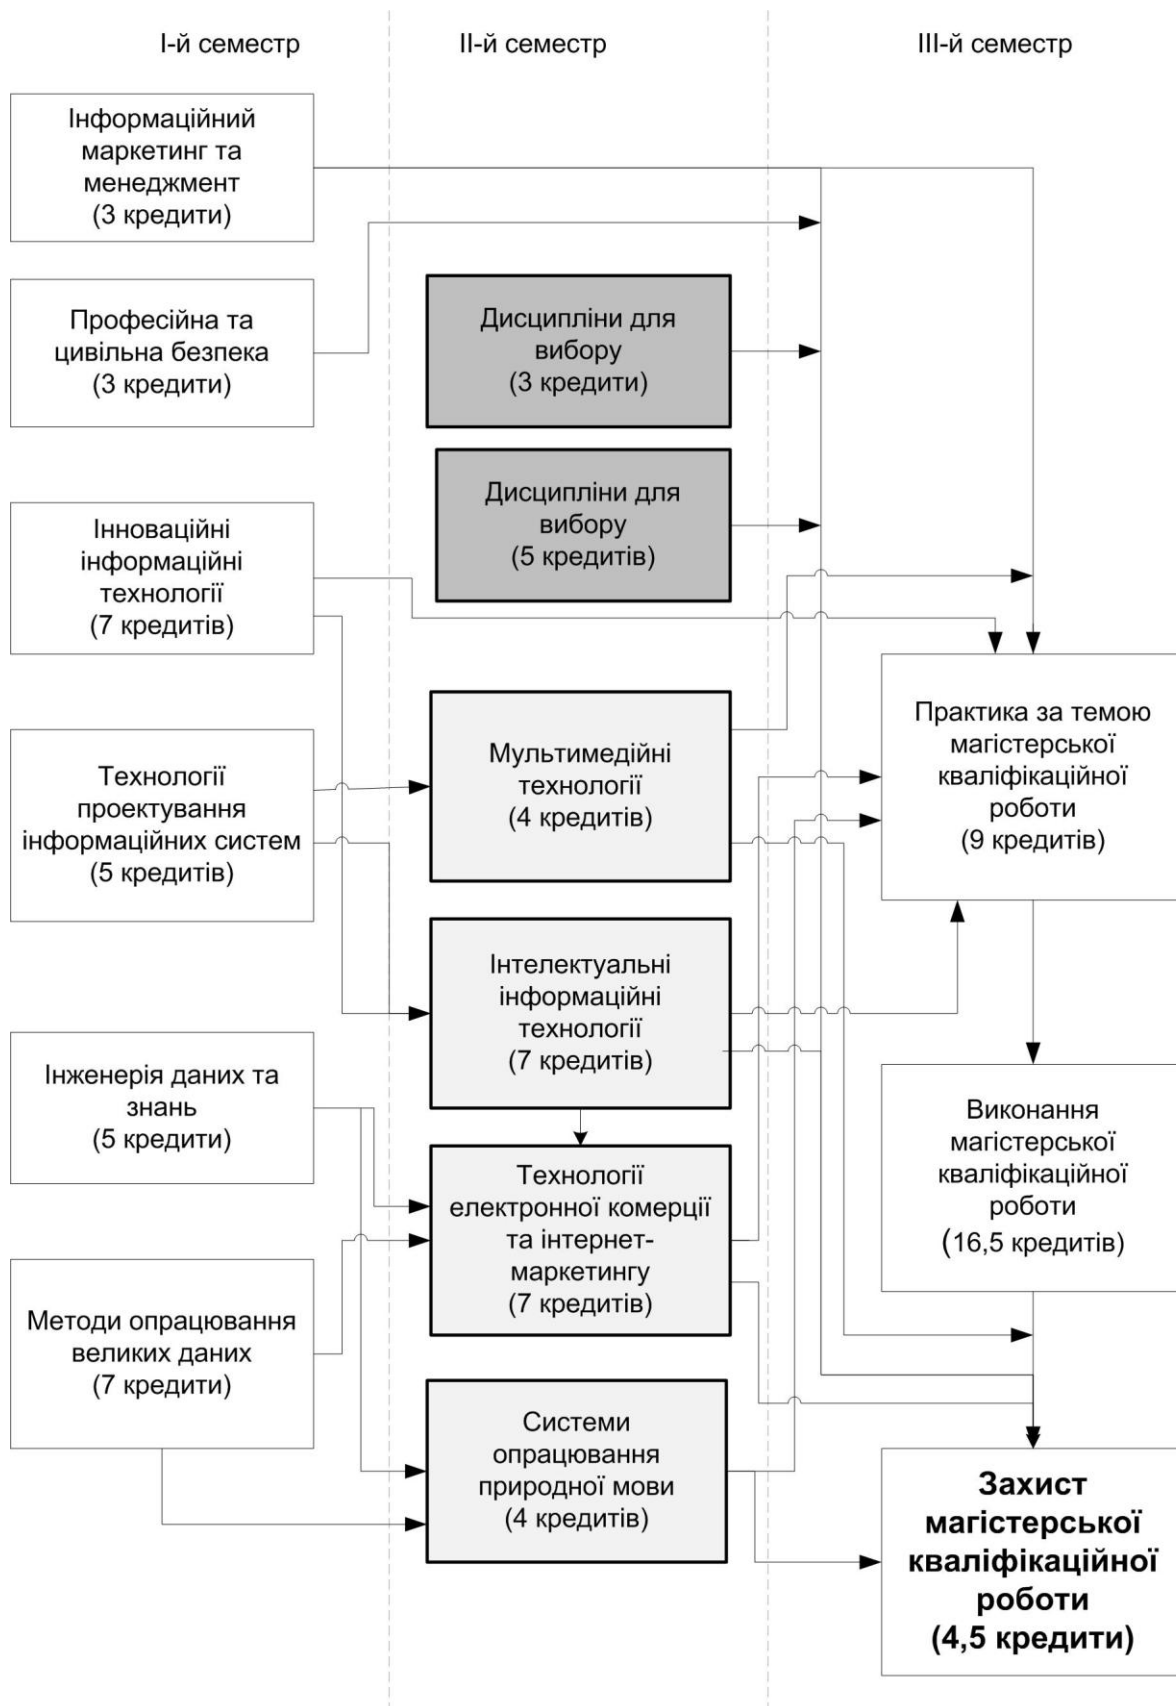 І-й семестр
ІІ-й семестр
ІІІ-й семестр
Інформаційний
маркетинг та
менеджмент
(3 кредити)
Професійна та
цивільна безпека
(3 кредити)
Інноваційні
інформаційні
технології
(7 кредитів)
Технології
проектування
інформаційних систем
(5 кредитів)
Інженерія даних та
знань
(5 кредити)
Методи опрацювання
великих даних
(7 кредити)
Дисципліни для
вибору
(3 кредити)
Дисципліни для
вибору
(5 кредитів)
Мультимедійні
технології
(4 кредитів)
Інтелектуальні
інформаційні
технології
(7 кредитів)
Технології
електронної комерції
та інтернет-
маркетингу
(7 кредитів)
Системи
опрацювання
природної мови
(4 кредитів)
Практика за темою
магістерської
кваліфікаційної
роботи
(9 кредитів)
Виконання
магістерської
кваліфікаційної
роботи
(16,5 кредитів)
Захист
магістерської
кваліфікаційної
роботи
(4,5 кредити)